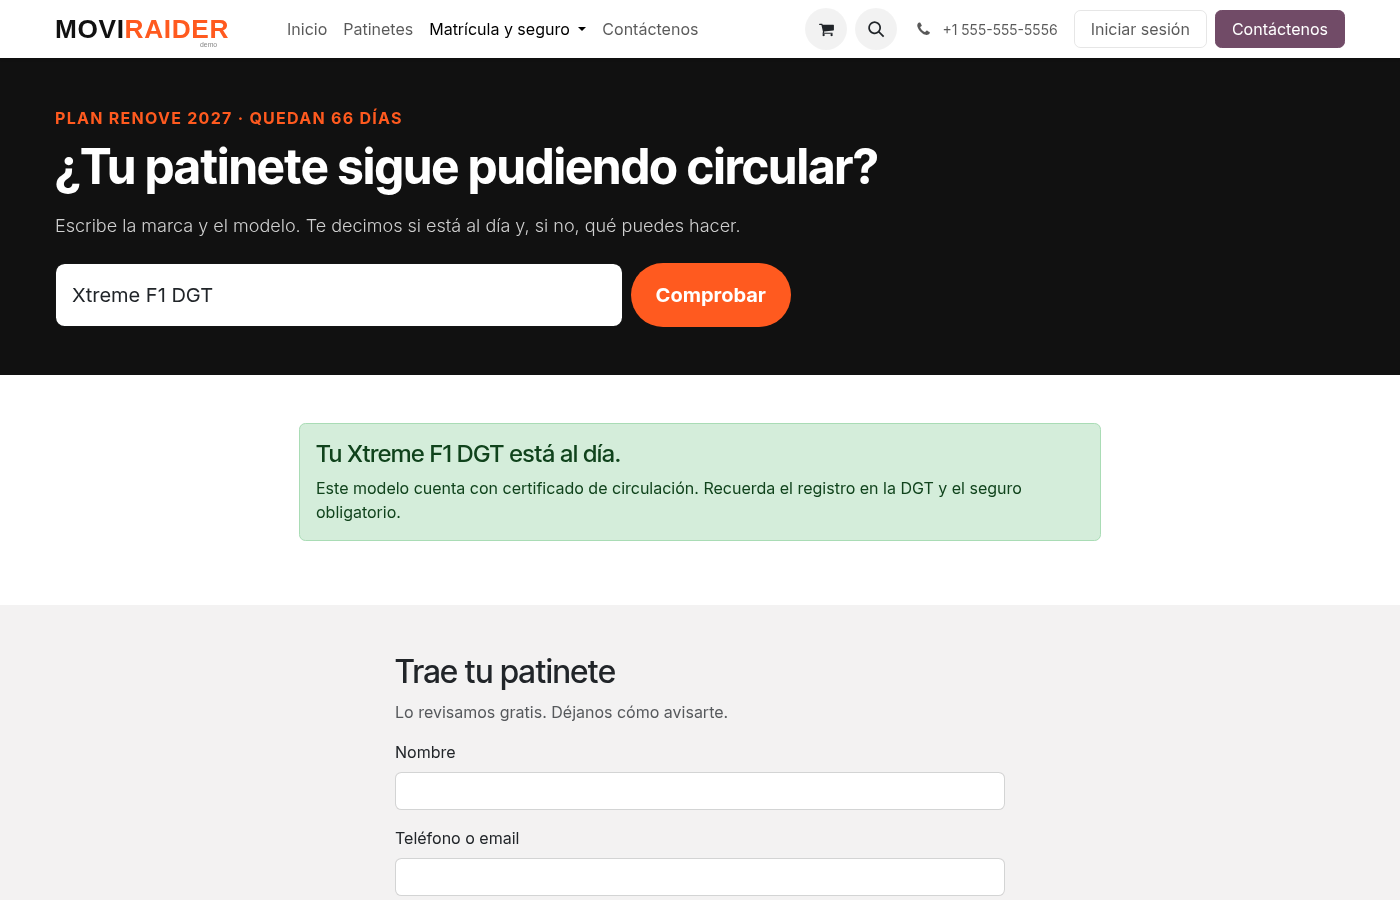 MOVIRAIDER
demo
Inicio
Patinetes
Matrícula y seguro
Contáctenos
+1 555-555-5556
Iniciar sesión
Contáctenos
PLAN RENOVE 2027 · QUEDAN 66 DÍAS
¿Tu patinete sigue pudiendo circular?
Escribe la marca y el modelo. Te decimos si está al día y, si no, qué puedes hacer.
Xtreme F1 DGT
Comprobar
Tu Xtreme F1 DGT está al día.
Este modelo cuenta con certificado de circulación. Recuerda el registro en la DGT y el seguro
obligatorio.
Trae tu patinete
Lo revisamos gratis. Déjanos cómo avisarte.
Nombre
Teléfono o email